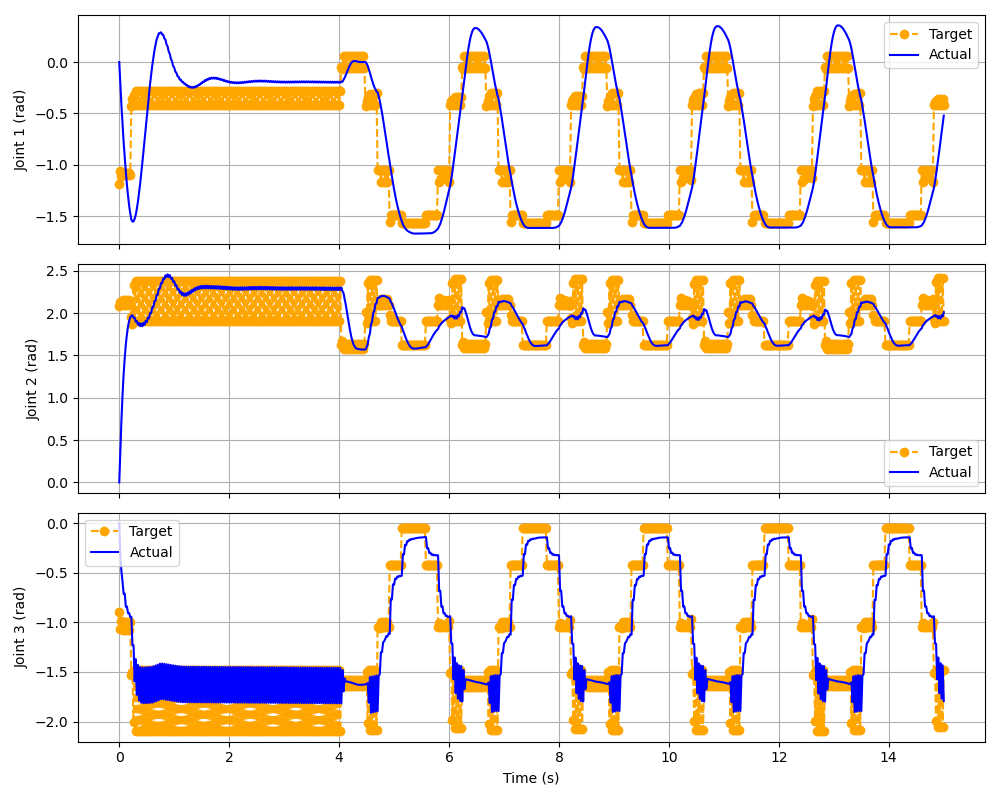 0.0
−0.5
−1.0
−1.5
Joint 1 (rad)
Target
Actual
2.5
2.0
1.5
1.0
0.5
0.0
Joint 2 (rad)
Target
Actual
0.0
−0.5
−1.0
−1.5
−2.0
Joint 3 (rad)
Target
Actual
0 2 4 6 8 10 12 14
Time (s)